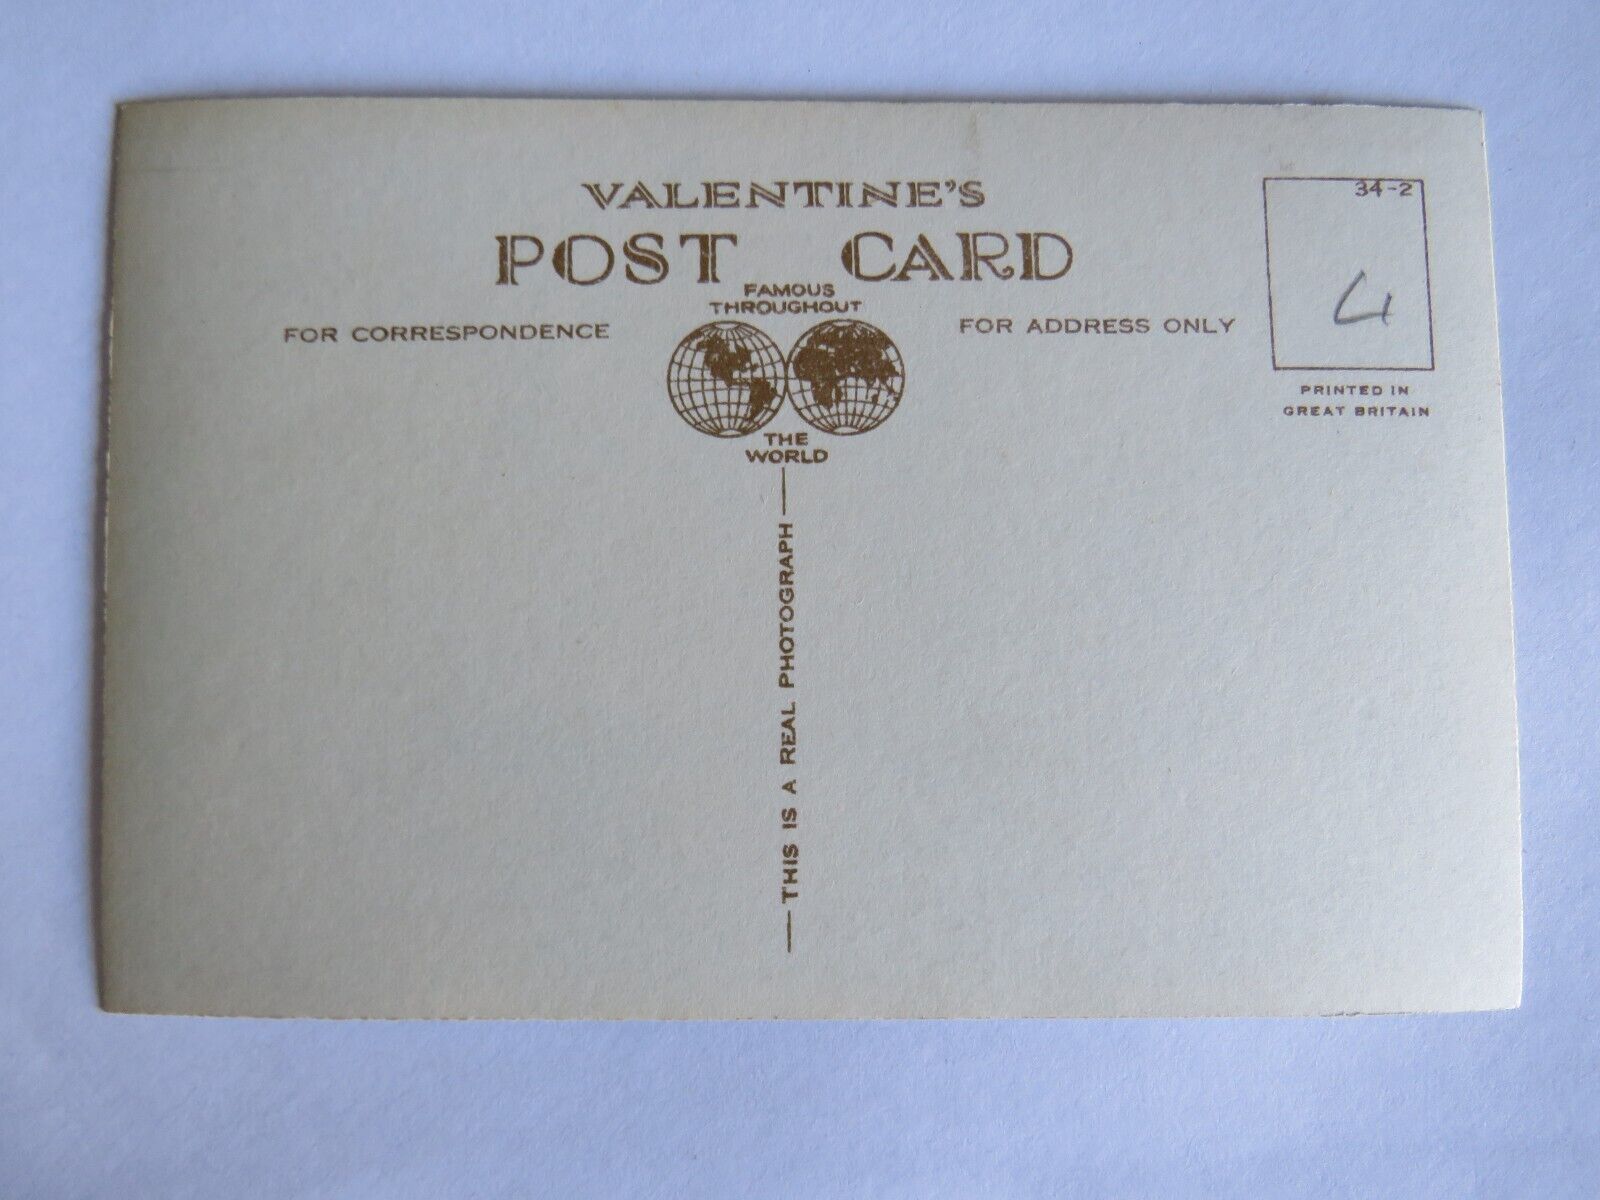 VALENTINE'S
POST CARD
FAMOUS
THROUGHOUT
THE
WORLD
FOR CORRESPONDENCE
FOR ADDRESS ONLY
34-2
4
PRINTED IN
GREAT BRITAIN
THIS IS A REAL PHOTOGRAPH